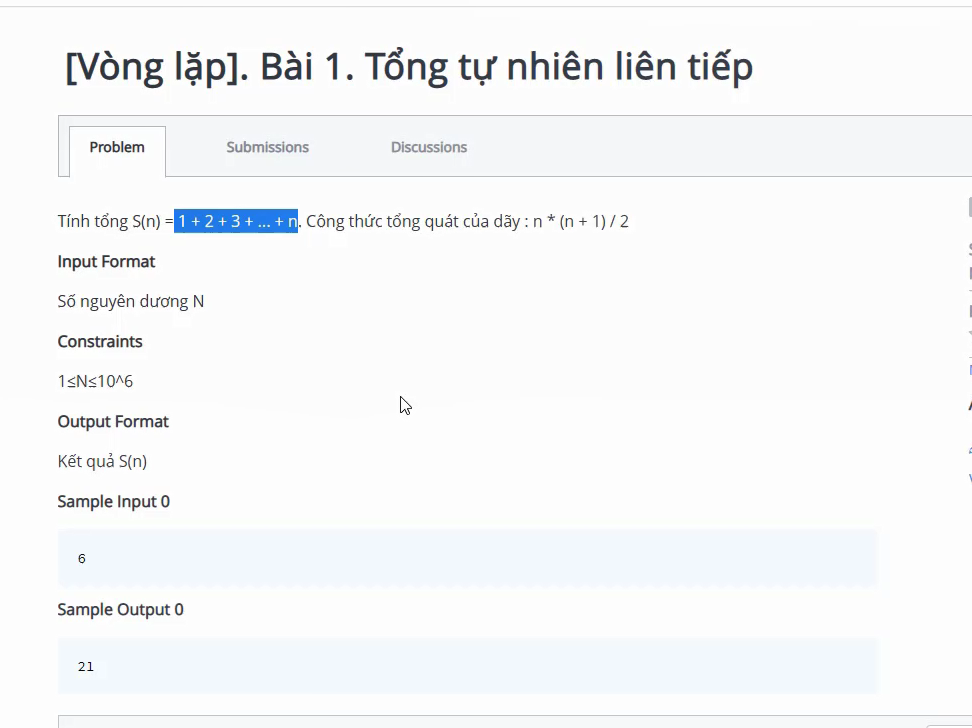 [Vòng lặp]. Bài 1. Tổng tự nhiên liên tiếp
Problem Submissions Discussions
Tính tổng S(n) = 1 + 2 + 3 + ... + n. Công thức tổng quát của dãy : n * (n + 1) / 2
Input Format
Số nguyên dương N
Constraints
1≤N≤10^6
Output Format
Kết quả S(n)
Sample Input 0
6
Sample Output 0
21